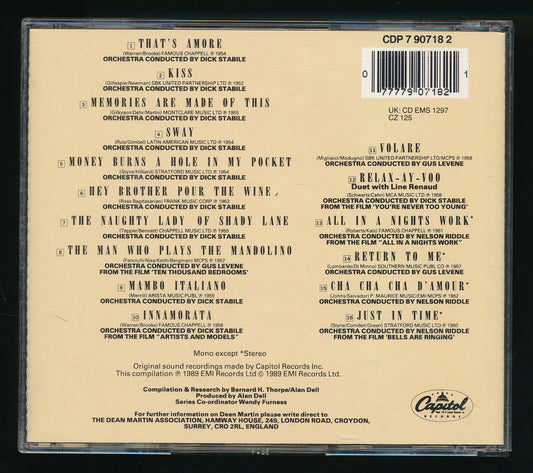 1 THAT'S AMORE
(Warren/Brooks) FAMOUS CHAPPELL ℗ 1954
ORCHESTRA CONDUCTED BY DICK STABILE
2 KISS
(Gillespie/Newman) SBK UNITED PARTNERSHIP LTD ℗ 1952
ORCHESTRA CONDUCTED BY DICK STABILE
3 MEMORIES ARE MADE OF THIS
(Gilkyson/Dehr/Martin) MONTCLARE MUSIC LTD ℗ 1955
ORCHESTRA CONDUCTED BY DICK STABILE
4 SWAY
(Ruiz/Gimbel) LATIN AMERICAN MUSIC LTD ℗ 1954
ORCHESTRA CONDUCTED BY DICK STABILE
5 MONEY BURNS A HOLE IN MY POCKET
(Styne/Hilliard) STRATFORD MUSIC LTD ℗ 1954
ORCHESTRA CONDUCTED BY DICK STABILE
6 HEY BROTHER POUR THE WINE
(Ross Bagdasarian) FRANK MUSIC CORP ℗ 1963
ORCHESTRA CONDUCTED BY DICK STABILE
7 THE NAUGHTY LADY OF SHADY LANE
(Tepper/Bennett) CHAPPELL MUSIC LTD ℗ 1955
ORCHESTRA CONDUCTED BY DICK STABILE
8 THE MAN WHO PLAYS THE MANDOLINO
(Fanciulli/Nisa/Keith/Bergman) MCPS ℗ 1957
ORCHESTRA CONDUCTED BY GUS LEVENE
FROM THE FILM 'TEN THOUSAND BEDROOMS'
9 MAMBO ITALIANO
(Merrill) ARISTA MUSIC PUBL ℗ 1955
ORCHESTRA CONDUCTED BY DICK STABILE
10 INNAMORATA
(Warren/Brooks) FAMOUS CHAPPELL ℗ 1956
ORCHESTRA CONDUCTED BY DICK STABILE
FROM THE FILM "ARTISTS AND MODELS"
CDP 7 90718 2
0 77779 07182 1
UK: CD EMS 1297
CZ 125
11 VOLARE
(Migliacci/Modugno) SBK UNITED PARTNERSHIP LTD/MCPS ℗ 1958
ORCHESTRA CONDUCTED BY GUS LEVENE
12 RELAX-AY-VOO
Duet with Line Renaud
(Schwartz/Cahn) MCA MUSIC LTD ℗ 1958
ORCHESTRA CONDUCTED BY DICK STABILE
FROM THE FILM 'YOU'RE NEVER TOO YOUNG'
13 ALL IN A NIGHTS WORK*
(Roberts/Katz) FAMOUS CHAPPELL ℗ 1961
ORCHESTRA CONDUCTED BY NELSON RIDDLE
FROM THE FILM "ALL IN A NIGHTS WORK"
14 RETURN TO ME*
(Lombardo/Di Minno) SOUTHERN MUSIC PUBL CO ℗ 1957
ORCHESTRA CONDUCTED BY GUS LEVENE
15 CHA CHA CHA D'AMOUR*
(Johns/Salvador) P. MAURICE MUSIC/EMI/MCPS ℗ 1962
ORCHESTRA CONDUCTED BY NELSON RIDDLE
16 JUST IN TIME*
(Styne/Comden/Green) STRATFORD MUSIC LTD ℗ 1960
ORCHESTRA CONDUCTED BY NELSON RIDDLE
FROM THE FILM 'BELLS ARE RINGING'
Mono except *Stereo
Original sound recordings made by Capitol Records Inc.
This compilation ℗ 1989 EMI Records Ltd © 1989 EMI Records Ltd
Compilation & Research by Bernard H. Thorpe/Alan Dell
Produced by Alan Dell
Series Co-ordinator Wendy Furness
For further information on Dean Martin please write direct to
THE DEAN MARTIN ASSOCIATION, HAMWAY HOUSE, 249, LONDON ROAD, CROYDON,
SURREY, CRO 2RL, ENGLAND
Capitol
RECORDS